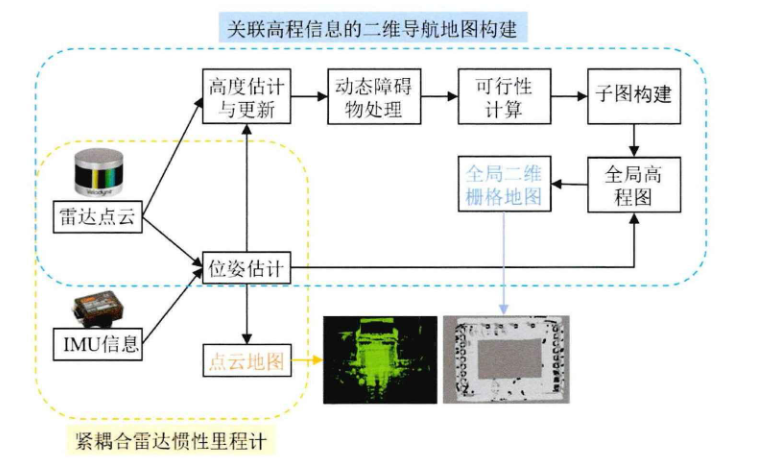 关联高程信息的二维导航地图构建
高度估计
与更新
动态障碍
物处理
可行性
计算
子图构建
Velodyne
雷达点云
全局二维
栅格地图
全局高
程图
位姿估计
IMU信息
点云地图
紧耦合雷达惯性里程计